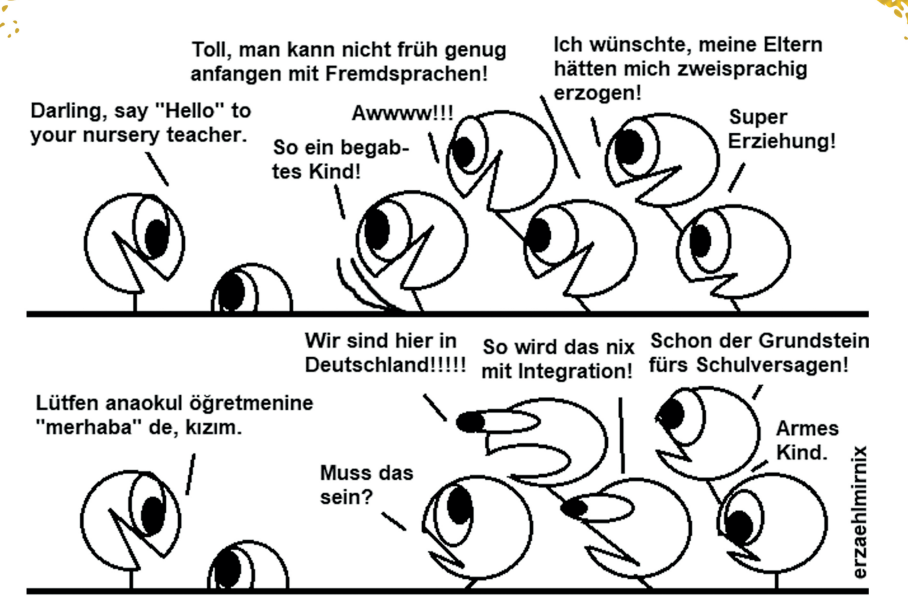 Toll, man kann nicht früh genug
anfangen mit Fremdsprachen!
Ich wünschte, meine Eltern
hätten mich zweisprachig
erzogen!
Darling, say "Hello" to
your nursery teacher.
Awwww!!!
So ein begab-
tes Kind!
Super
Erziehung!
Wir sind hier in
Deutschland!!!!!
So wird das nix
mit Integration!
Schon der Grundstein
fürs Schulversagen!
Lütfen anaokul öğretmenine
"merhaba" de, kızım.
Muss das
sein?
Armes
Kind.
erzaehlmirnix